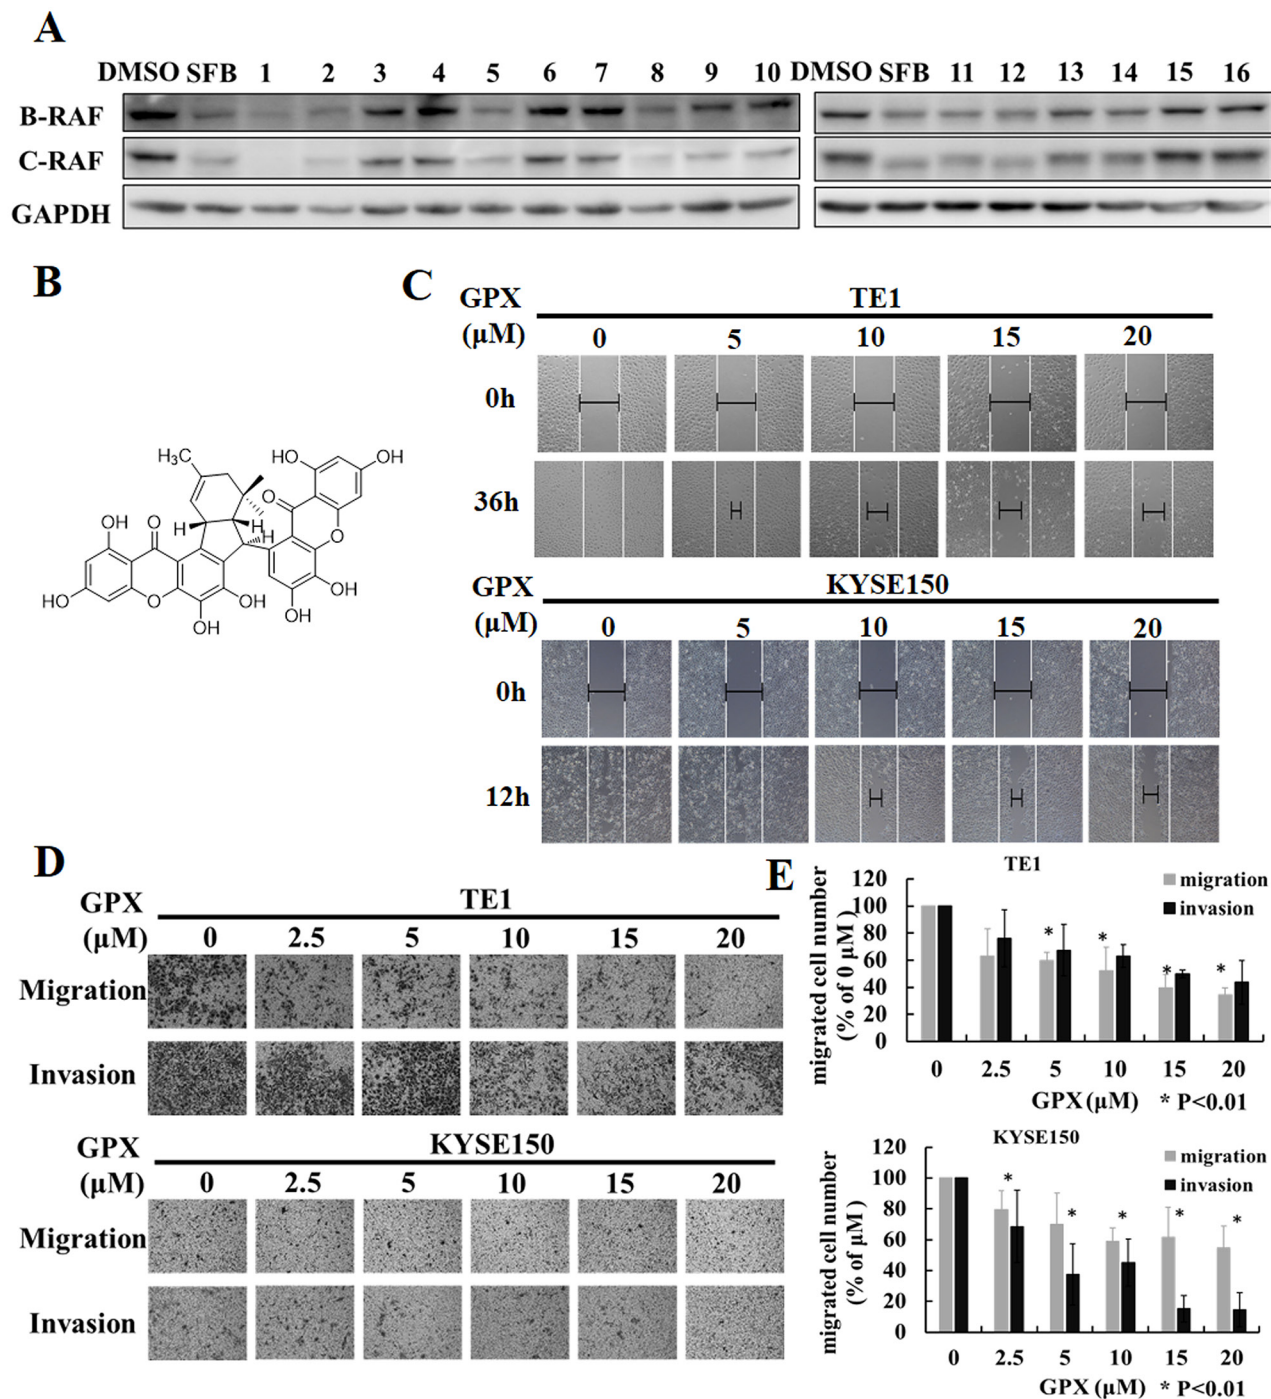 A
DMSO SFB 1 2 3 4 5 6 7 8 9 10 DMSO SFB 11 12 13 14 15 16
B-RAF
C-RAF
GAPDH
B
H₃C
HO
OH
O
OH
O
H
H
H
O
HO
O
OH
OH
OH
OH
C
GPX
(μM)
TE1
0 5 10 15 20
0h
36h
GPX
(μM)
KYSE150
0 5 10 15 20
0h
12h
D
GPX
(μM)
TE1
0 2.5 5 10 15 20
Migration
Invasion
GPX
(μM)
KYSE150
0 2.5 5 10 15 20
Migration
Invasion
E
TE1
migrated cell number
(% of 0 μM )
120
100
80
60
40
20
0
migration
invasion
* * * *
0 2.5 5 10 15 20
GPX (μM) * P<0.01
KYSE150
migrated cell number
(% of μM )
120
100
80
60
40
20
0
migration
invasion
* * * * *
0 2.5 5 10 15 20
GPX (μM) * P<0.01